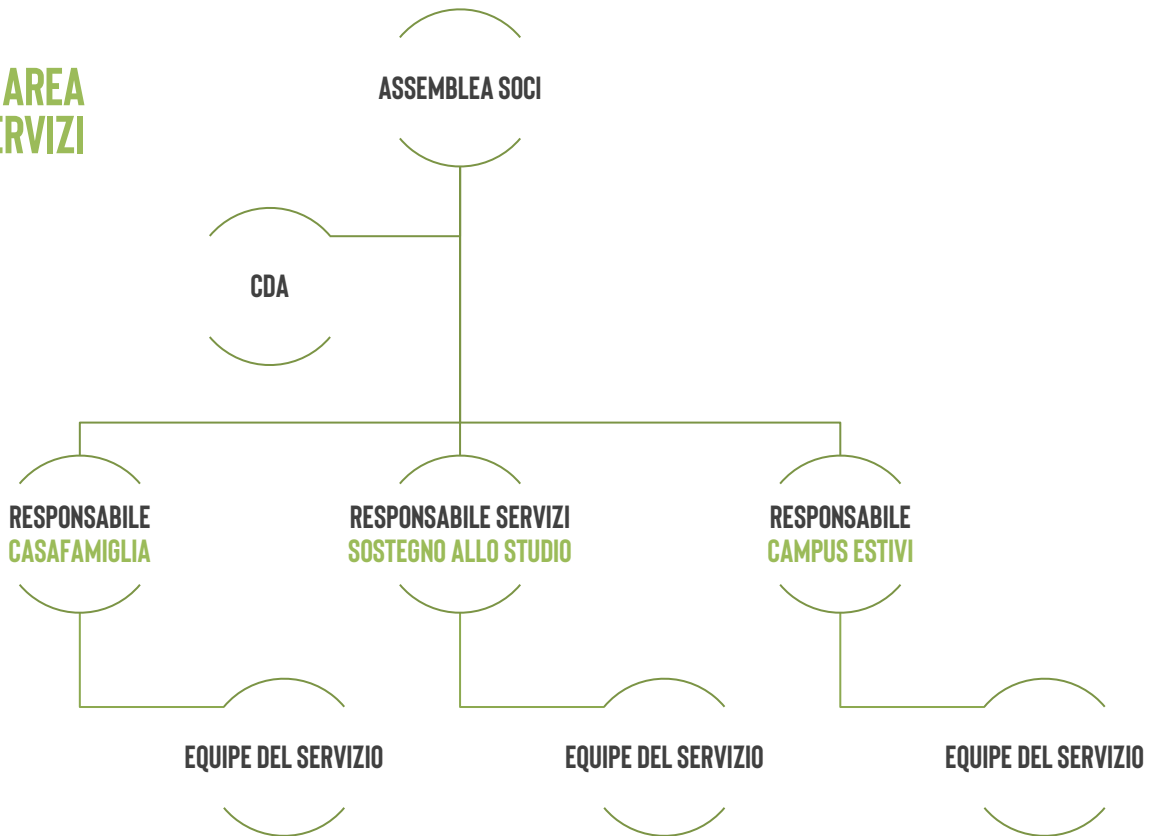 AREA
ERVIZI
ASSEMBLEA SOCI
CDA
RESPONSABILE
CASAFAMIGLIA
RESPONSABILE SERVIZI
SOSTEGNO ALLO STUDIO
RESPONSABILE
CAMPUS ESTIVI
EQUIPE DEL SERVIZIO
EQUIPE DEL SERVIZIO
EQUIPE DEL SERVIZIO